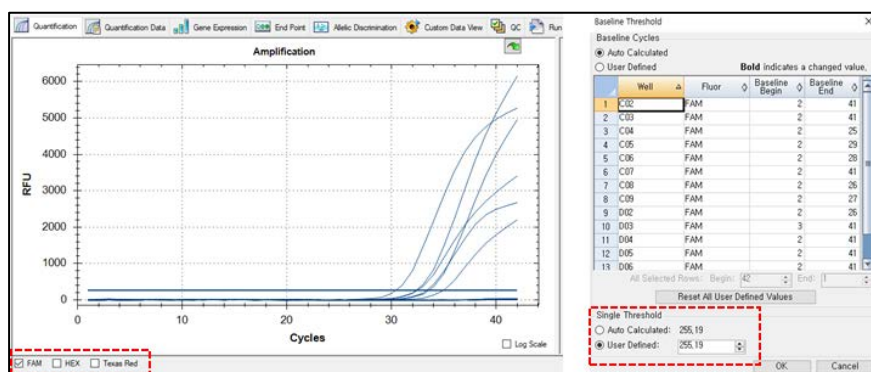 Quantification Quantification Data Gene Expression End Point Allelic Discrimination Custom Data View QC Run
Amplification
6000
5000
4000
3000
2000
1000
0
RFU
0 10 20 30 40
Cycles
Log Scale
FAM HEX Texas Red
Baseline Threshold
Baseline Cycles
Auto Calculated
User Defined Bold indicates a changed value,
Well Fluor Baseline Begin Baseline End
1 C02 FAM 2 41
2 C03 FAM 2 41
3 C04 FAM 2 25
4 C05 FAM 2 29
5 C06 FAM 2 28
6 C07 FAM 2 41
7 C08 FAM 2 26
8 C09 FAM 2 27
9 D02 FAM 2 26
10 D03 FAM 3 41
11 D04 FAM 2 41
12 D05 FAM 2 41
13 D06 FAM 2 41
All Selected Rows: Begin: 42 End: 1
Reset All User Defined Values
Single Threshold
Auto Calculated: 255,19
User Defined: 255,19
OK Cancel